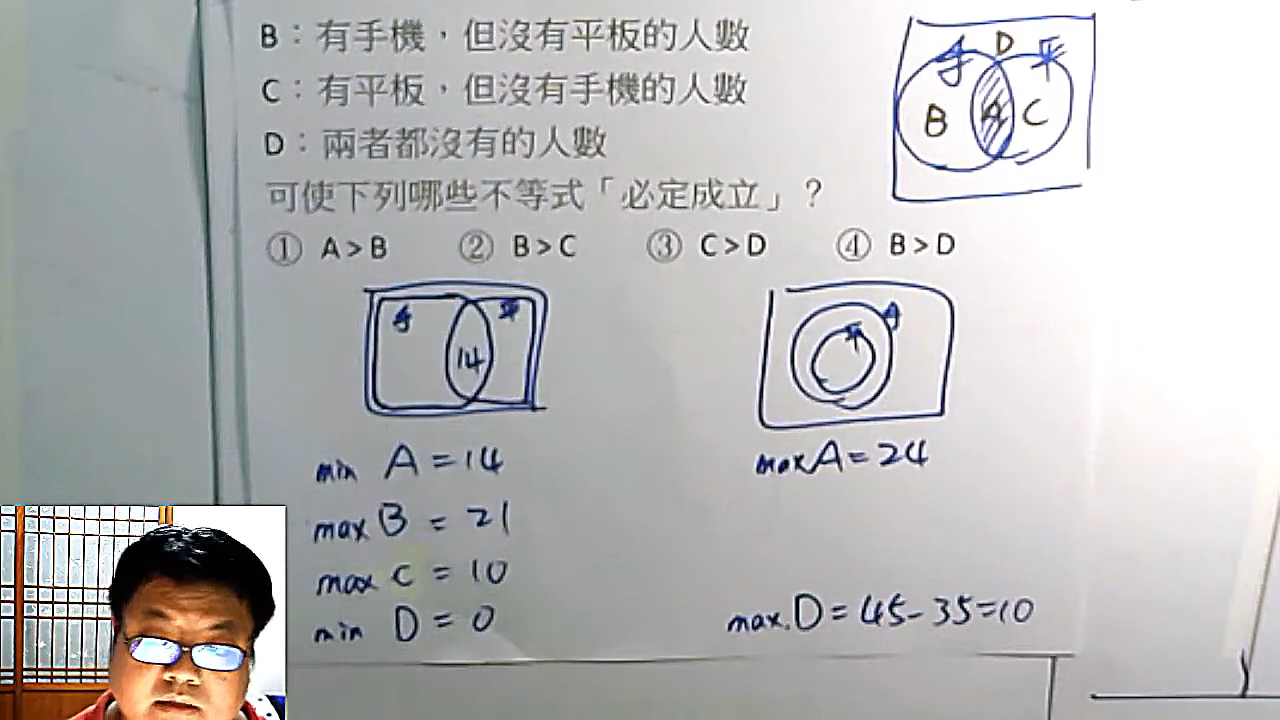 B：有手機，但沒有平板的人數
C：有平板，但沒有手機的人數
D：兩者都沒有的人數
可使下列哪些不等式「必定成立」？
① A>B ② B>C ③ C>D ④ B>D
手 D 平
B A C
手 平
14
手
平
min A=14
max B=21
max C=10
min D=0
max A=24
max. D=45-35=10